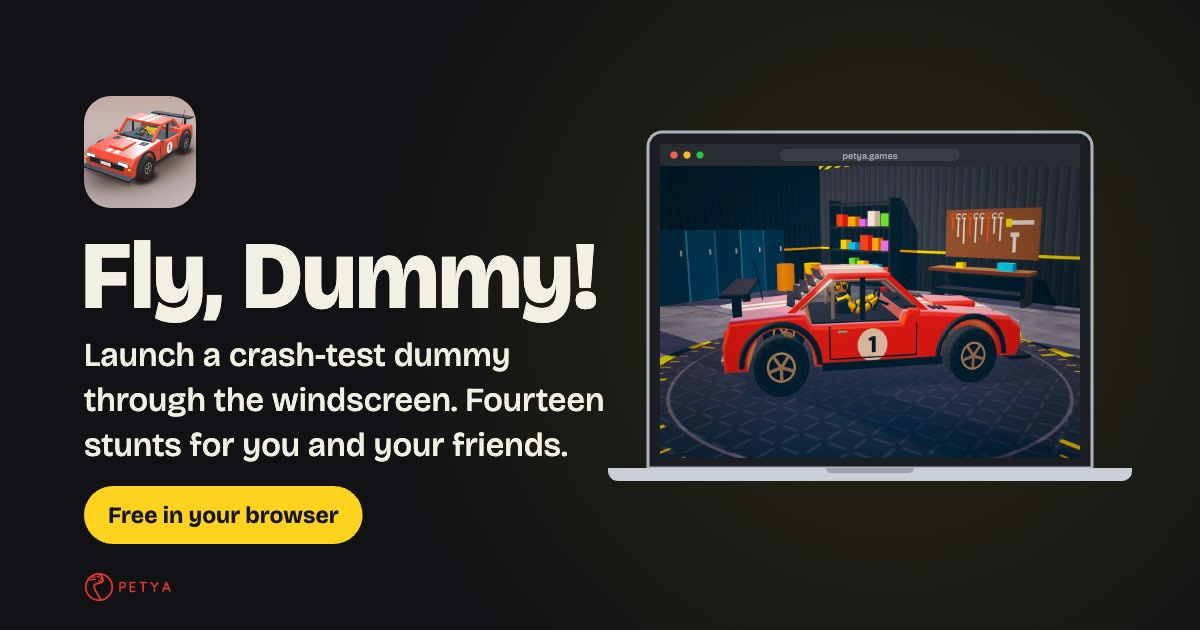 Fly, Dummy!
Launch a crash-test dummy
through the windscreen. Fourteen
stunts for you and your friends.
Free in your browser
PETYA
petya.games
1
1